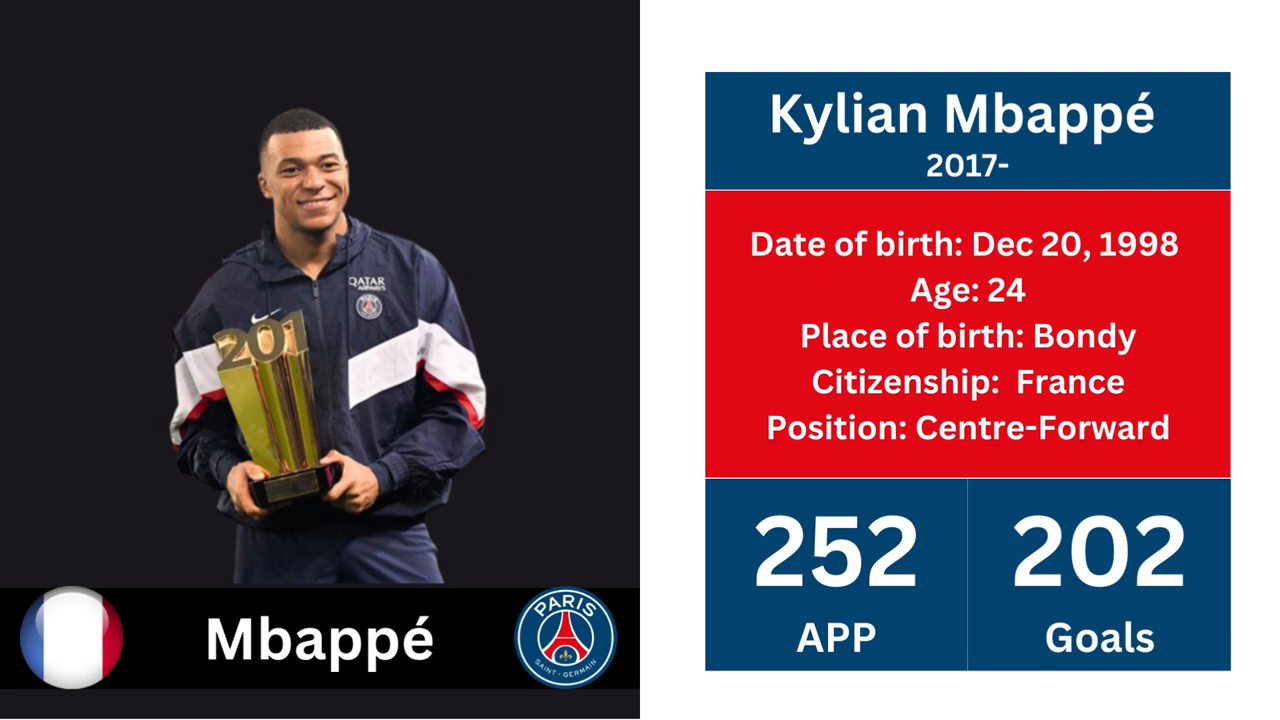 QATAR
AIRWAYS
201
Mbappé
PARIS
SAINT-GERMAIN
Kylian Mbappé
2017-
Date of birth: Dec 20, 1998
Age: 24
Place of birth: Bondy
Citizenship:  France
Position: Centre-Forward
252
202
APP
Goals